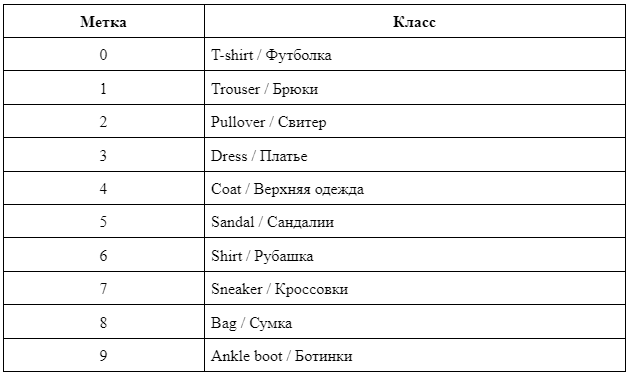 Метка Класс
0 T-shirt / Футболка
1 Trouser / Брюки
2 Pullover / Свитер
3 Dress / Платье
4 Coat / Верхняя одежда
5 Sandal / Сандалии
6 Shirt / Рубашка
7 Sneaker / Кроссовки
8 Bag / Сумка
9 Ankle boot / Ботинки